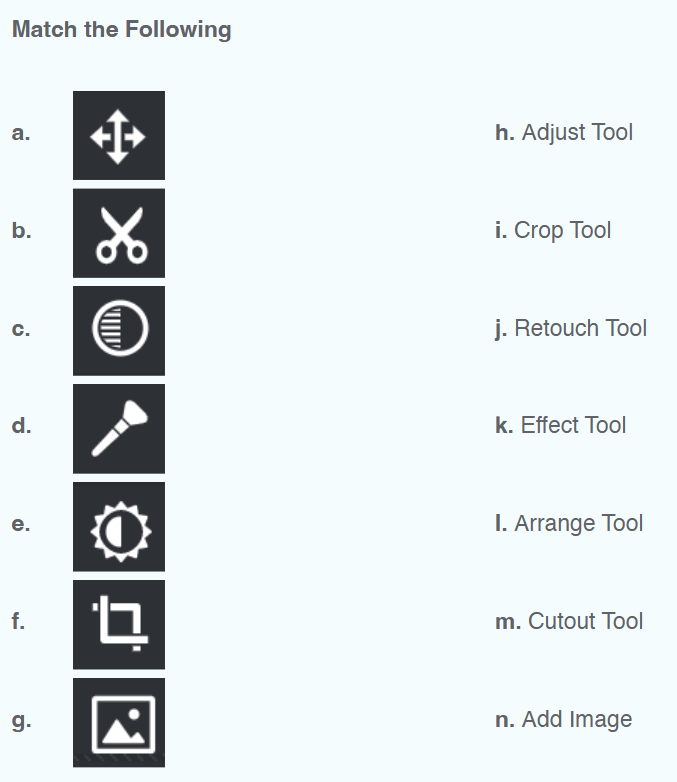 Match the Following
a. h. Adjust Tool
b. i. Crop Tool
c. j. Retouch Tool
d. k. Effect Tool
e. l. Arrange Tool
f. m. Cutout Tool
g. n. Add Image